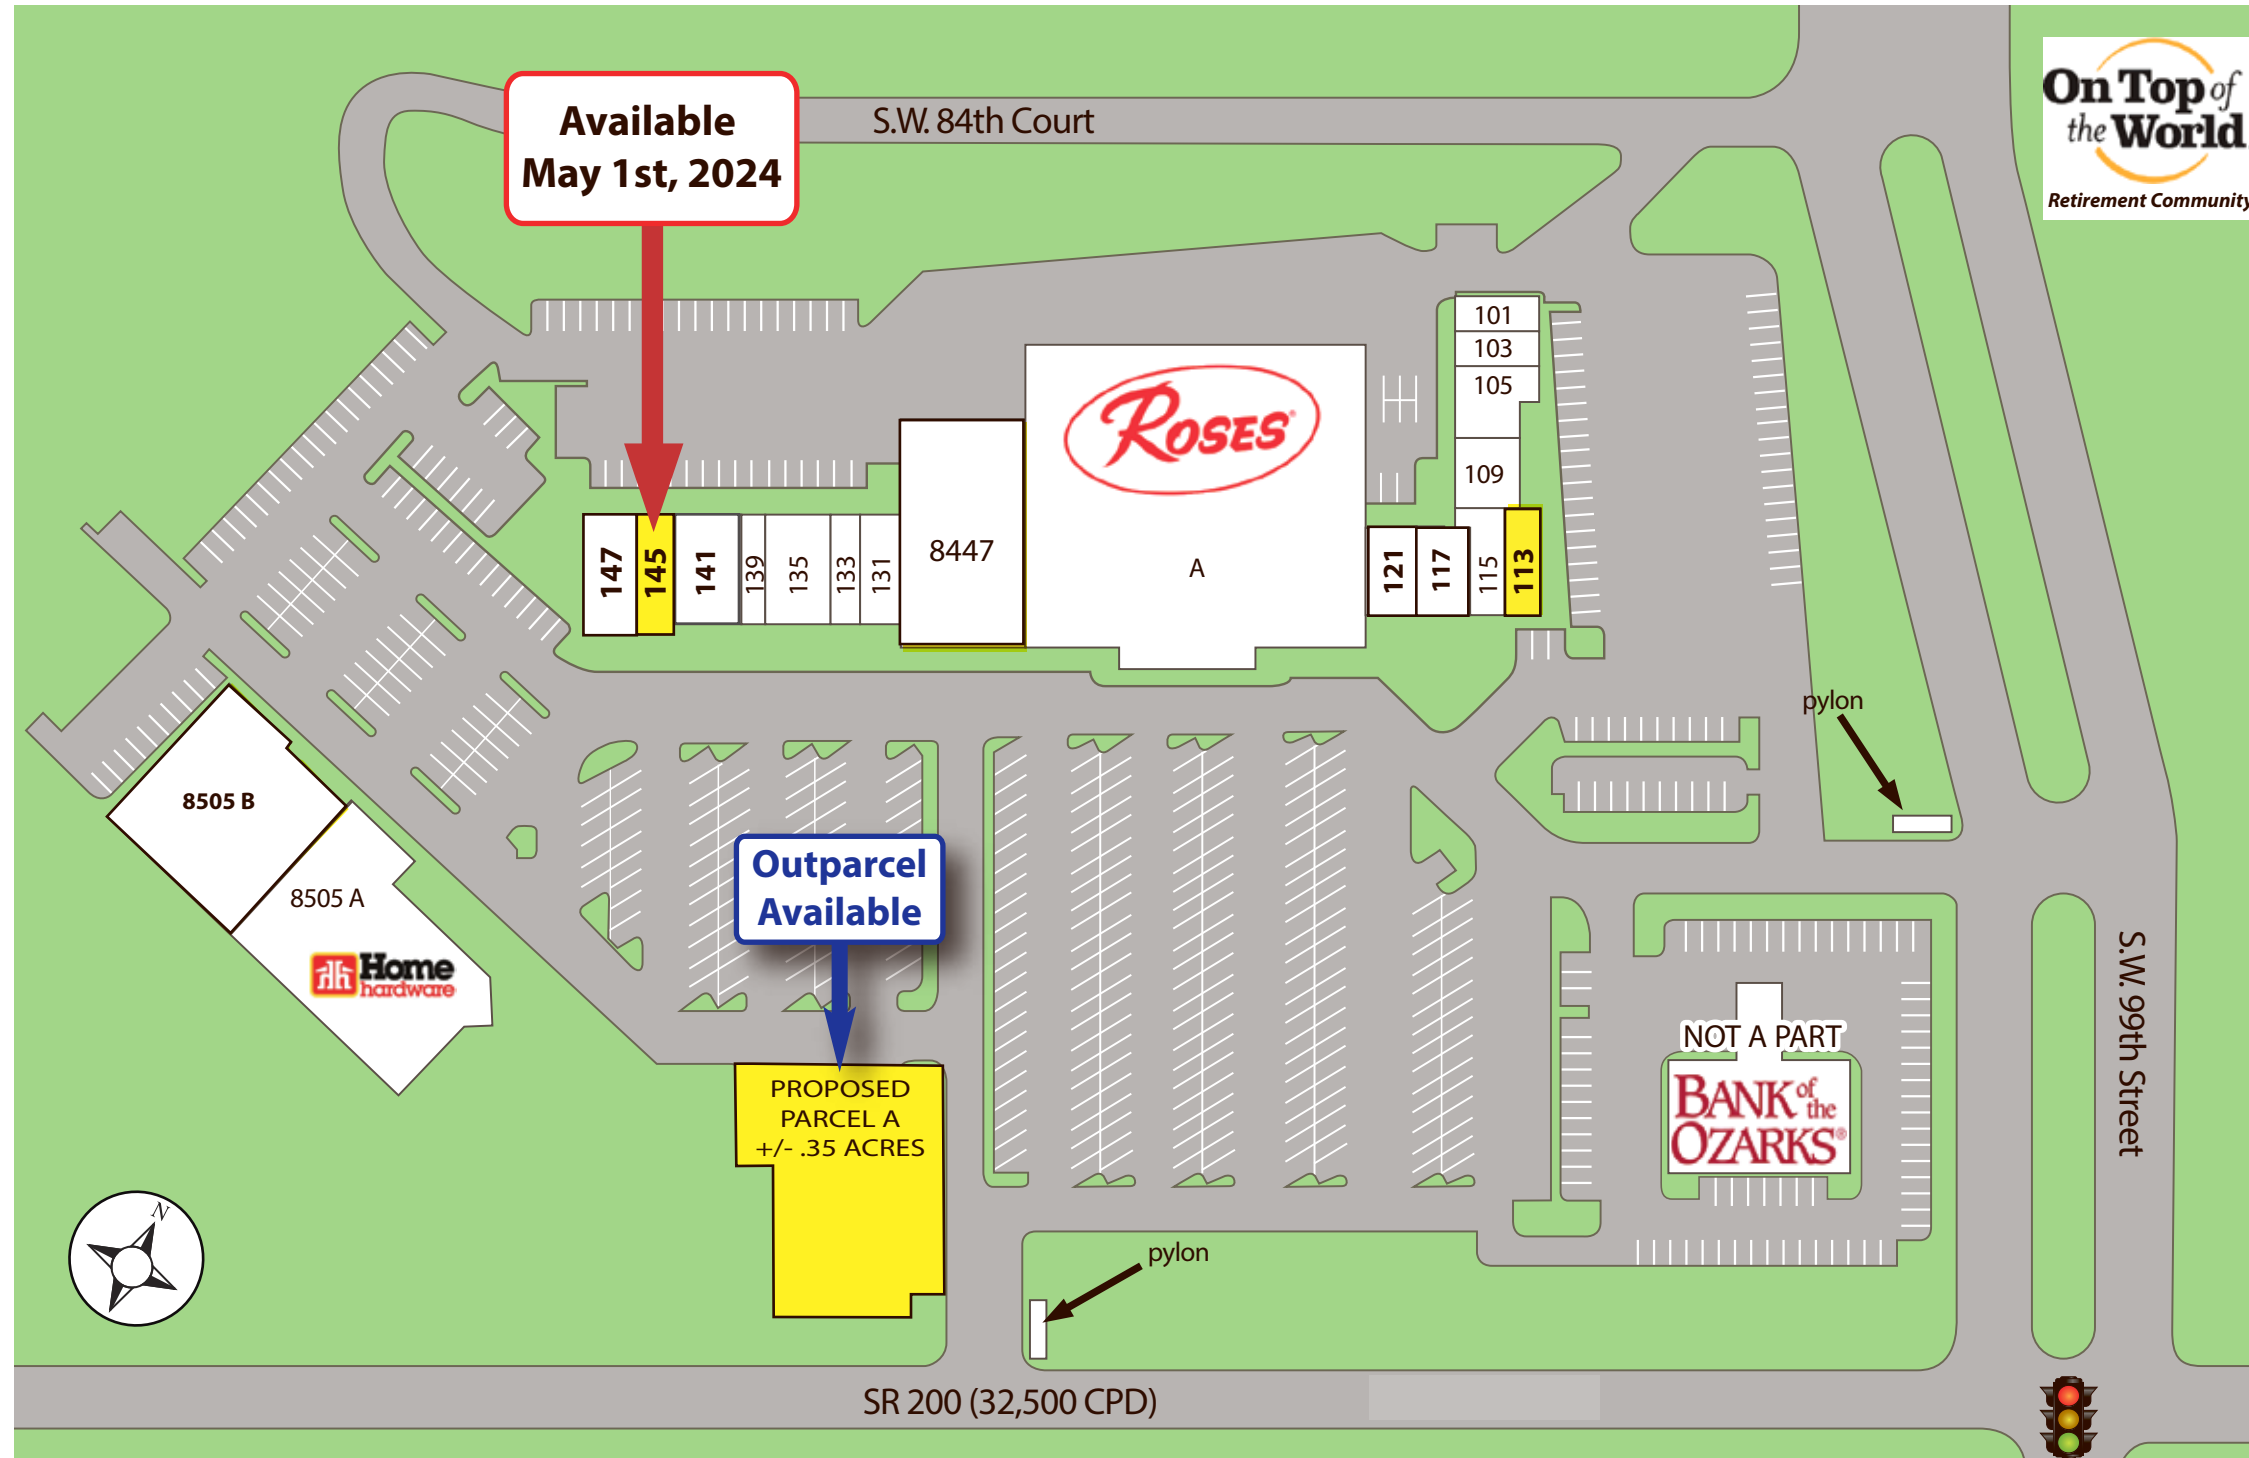 Available
May 1st, 2024
S.W. 84th Court
On Top of
the World
Retirement Community
101
103
105
109
ROSES®
147
145
141
139
135
133
131
8447
A
121
117
115
113
pylon
8505 B
8505 A
Home
hardware
Outparcel
Available
PROPOSED
PARCEL A
+/- .35 ACRES
NOT A PART
BANK of the
OZARKS®
S.W. 99th Street
N
pylon
SR 200 (32,500 CPD)